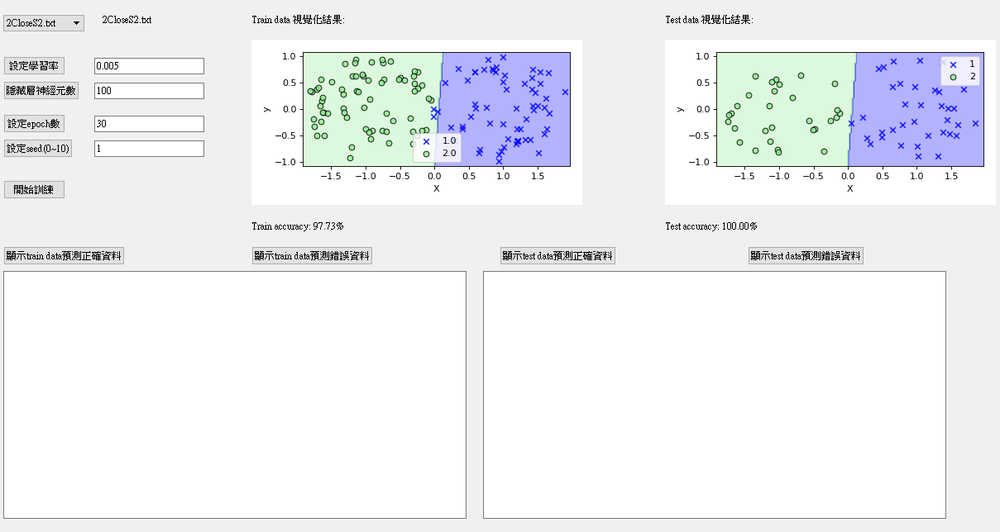 2CloseS2.txt
2CloseS2.txt
設定學習率
0.005
隱藏層神經元數
100
設定epoch數
30
設定seed(0~10)
1
開始訓練
Train data 視覺化結果:
1.0
0.5
0.0
−0.5
−1.0
y
−1.5
−1.0
−0.5
0.0
0.5
1.0
1.5
X
1.0
2.0
Train accuracy: 97.73%
Test data 視覺化結果:
1.0
0.5
0.0
−0.5
−1.0
y
−1.5
−1.0
−0.5
0.0
0.5
1.0
1.5
X
1
2
Test accuracy: 100.00%
顯示train data預測正確資料
顯示train data預測錯誤資料
顯示test data預測正確資料
顯示test data預測錯誤資料